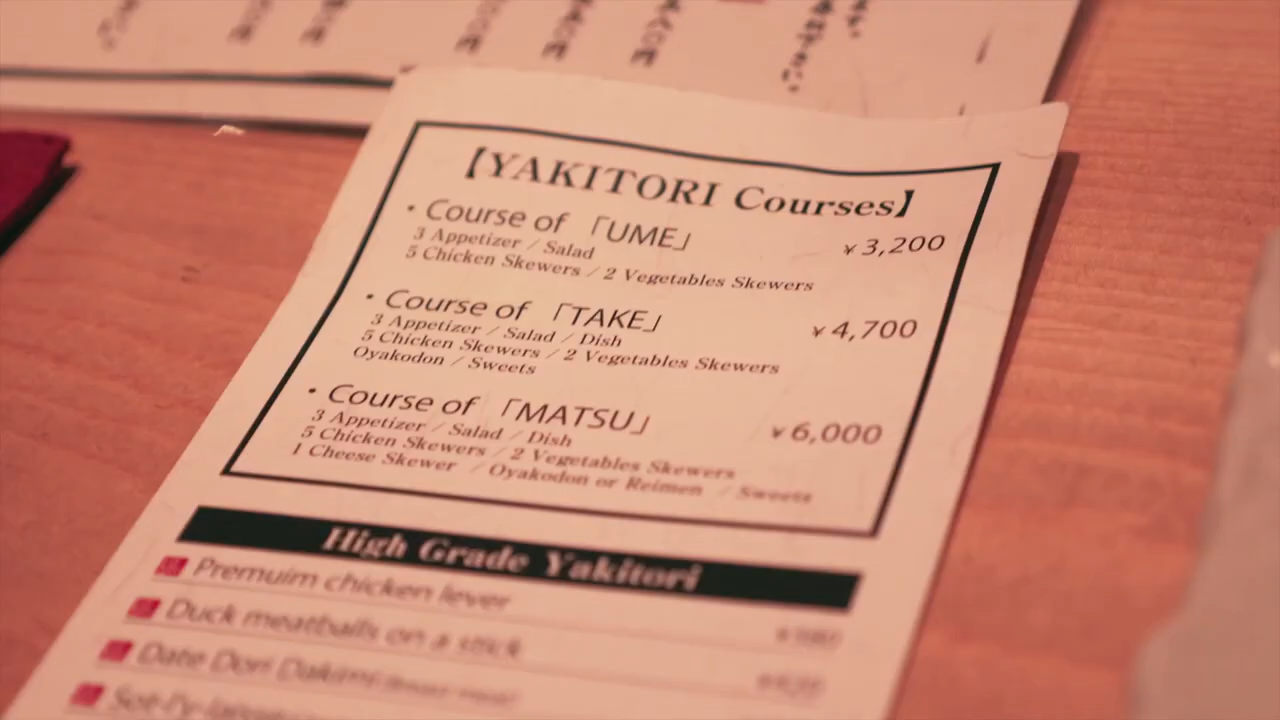 【YAKITORI Courses】
・Course of 「UME」 ¥3,200
3 Appetizer / Salad
5 Chicken Skewers / 2 Vegetables Skewers
・Course of 「TAKE」 ¥4,700
3 Appetizer / Salad / Dish
5 Chicken Skewers / 2 Vegetables Skewers
Oyakodon / Sweets
・Course of 「MATSU」 ¥6,000
3 Appetizer / Salad / Dish
5 Chicken Skewers / 2 Vegetables Skewers
1 Cheese Skewer / Oyakodon or Reimen / Sweets
High Grade Yakitori
Premuim chicken lever
Duck meatballs on a stick
Date Dori